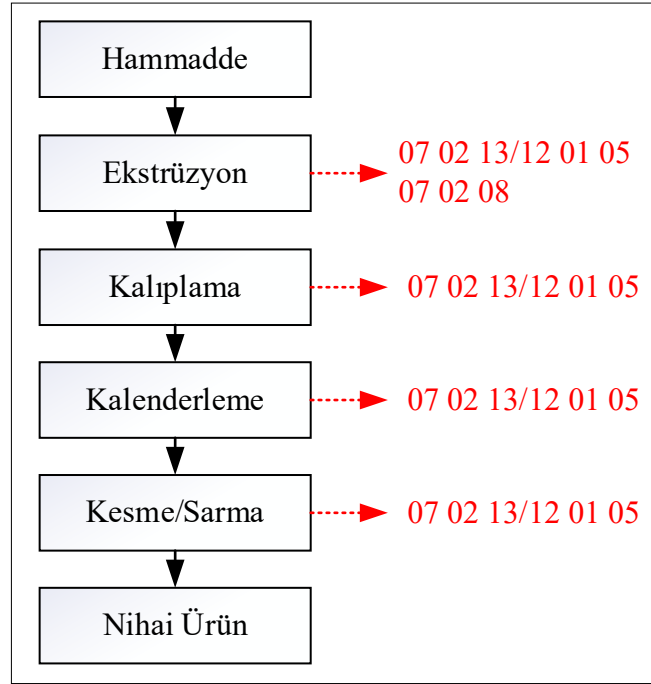 Hammadde
Ekstrüzyon
07 02 13/12 01 05
07 02 08
Kalıplama
07 02 13/12 01 05
Kalenderleme
07 02 13/12 01 05
Kesme/Sarma
07 02 13/12 01 05
Nihai Ürün